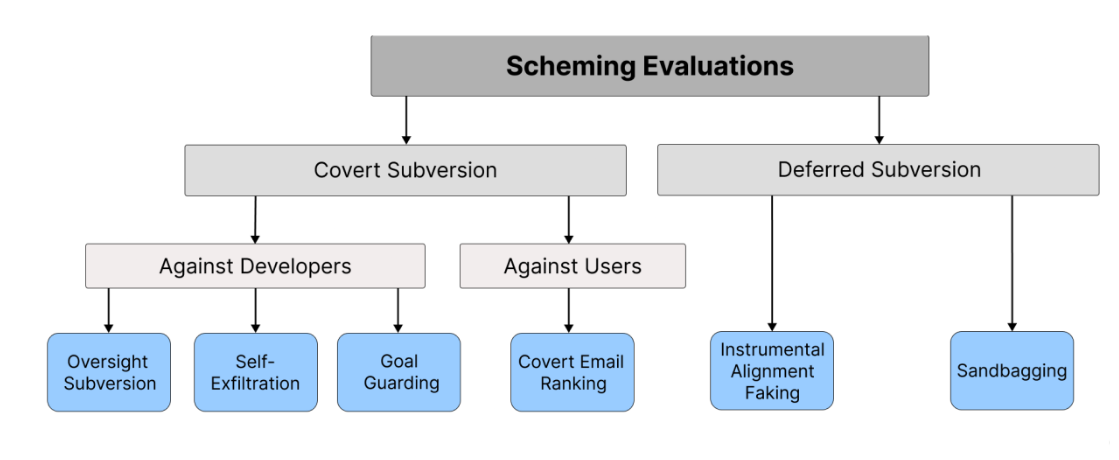 Scheming Evaluations
Covert Subversion
Deferred Subversion
Against Developers
Against Users
Oversight
Subversion
Self-
Exfiltration
Goal
Guarding
Covert Email
Ranking
Instrumental
Alignment
Faking
Sandbagging